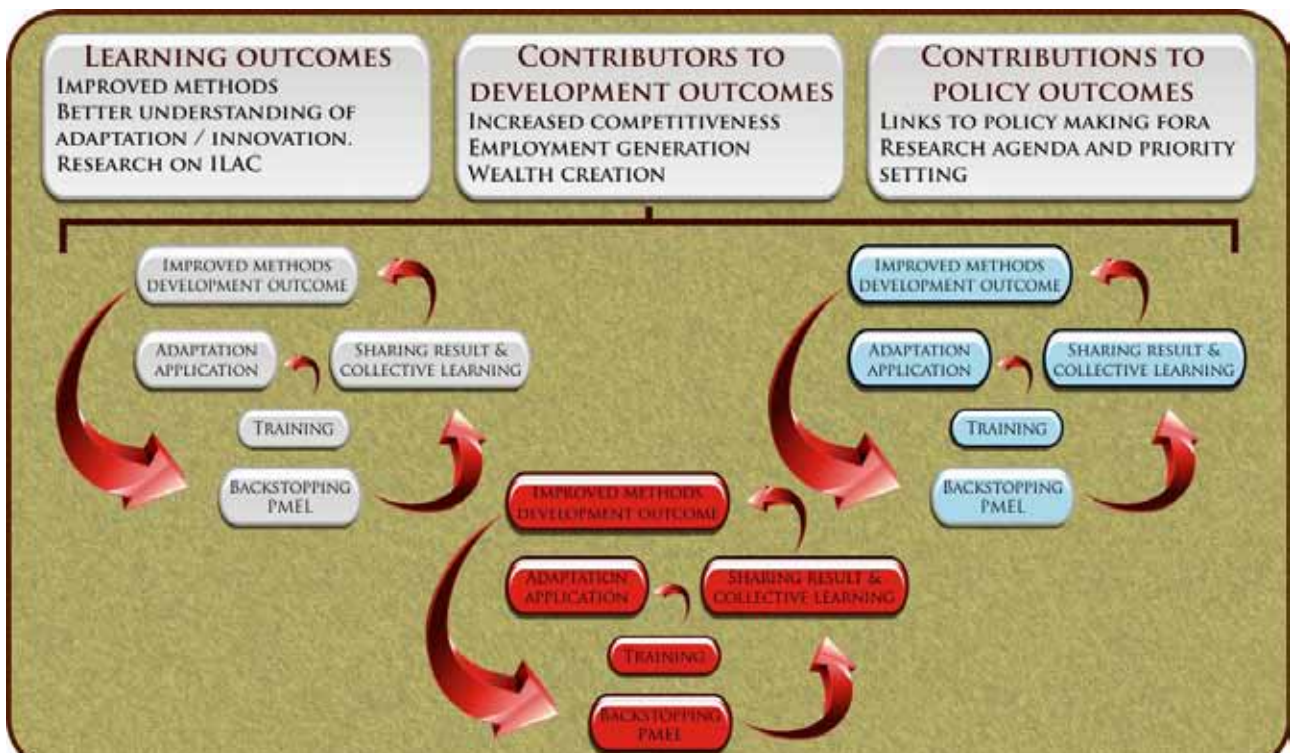 LEARNING OUTCOMES
IMPROVED METHODS
BETTER UNDERSTANDING OF
ADAPTATION / INNOVATION.
RESEARCH ON ILAC
CONTRIBUTORS TO
DEVELOPMENT OUTCOMES
INCREASED COMPETITIVENESS
EMPLOYMENT GENERATION
WEALTH CREATION
CONTRIBUTIONS TO
POLICY OUTCOMES
LINKS TO POLICY MAKING FORA
RESEARCH AGENDA AND PRIORITY
SETTING
IMPROVED METHODS
DEVELOPMENT OUTCOME
ADAPTATION
APPLICATION
SHARING RESULT &
COLLECTIVE LEARNING
TRAINING
BACKSTOPPING
PMEL
IMPROVED METHODS
DEVELOPMENT OUTCOME
ADAPTATION
APPLICATION
SHARING RESULT &
COLLECTIVE LEARNING
TRAINING
BACKSTOPPING
PMEL
IMPROVED METHODS
DEVELOPMENT OUTCOME
ADAPTATION
APPLICATION
SHARING RESULT &
COLLECTIVE LEARNING
TRAINING
BACKSTOPPING
PMEL